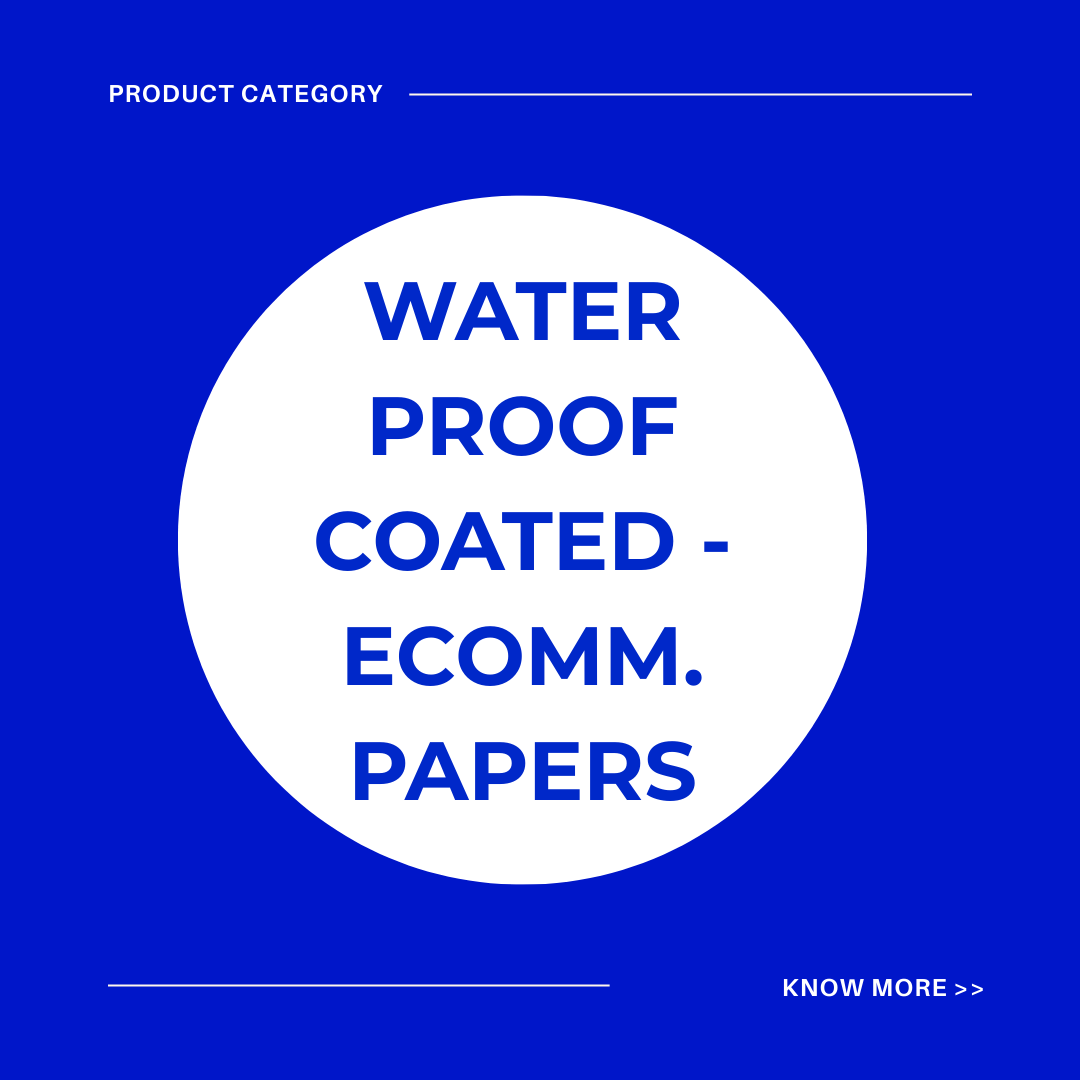 PRODUCT CATEGORY
WATER
PROOF
COATED -
ECOMM.
PAPERS
KNOW MORE >>